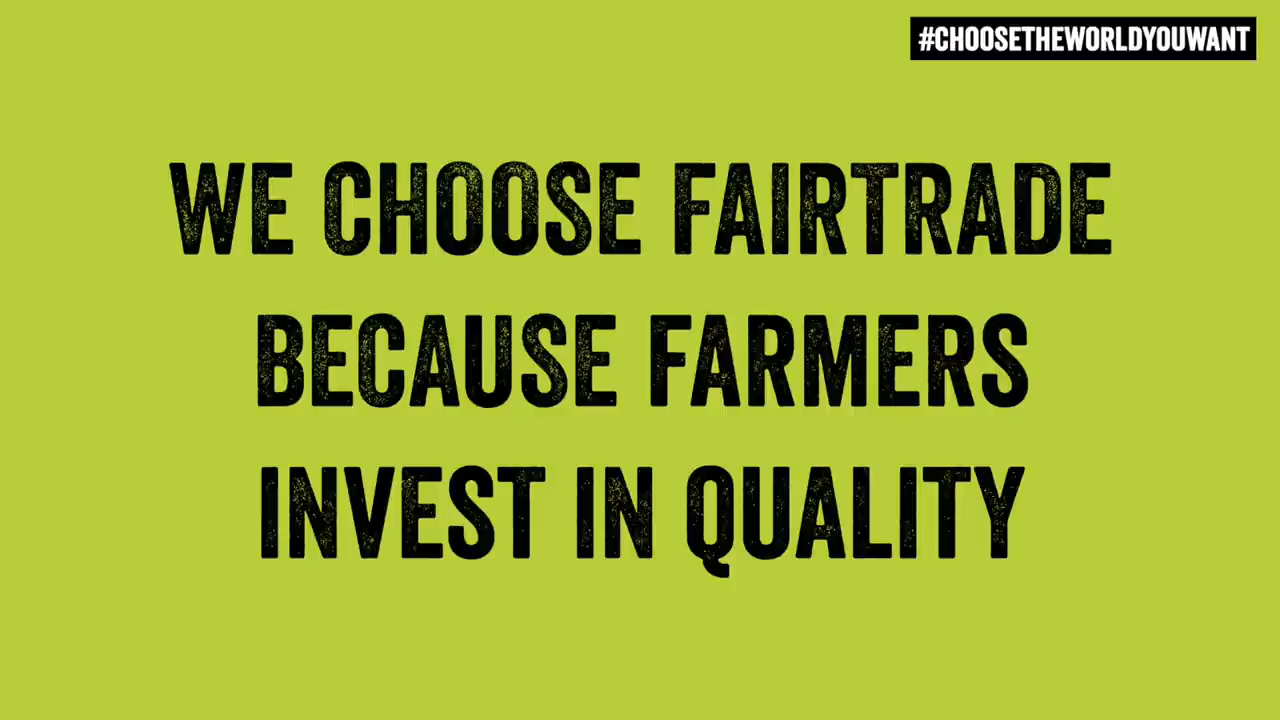 #CHOOSETHEWORLDYOUWANT
WE CHOOSE FAIRTRADE
BECAUSE FARMERS
INVEST IN QUALITY